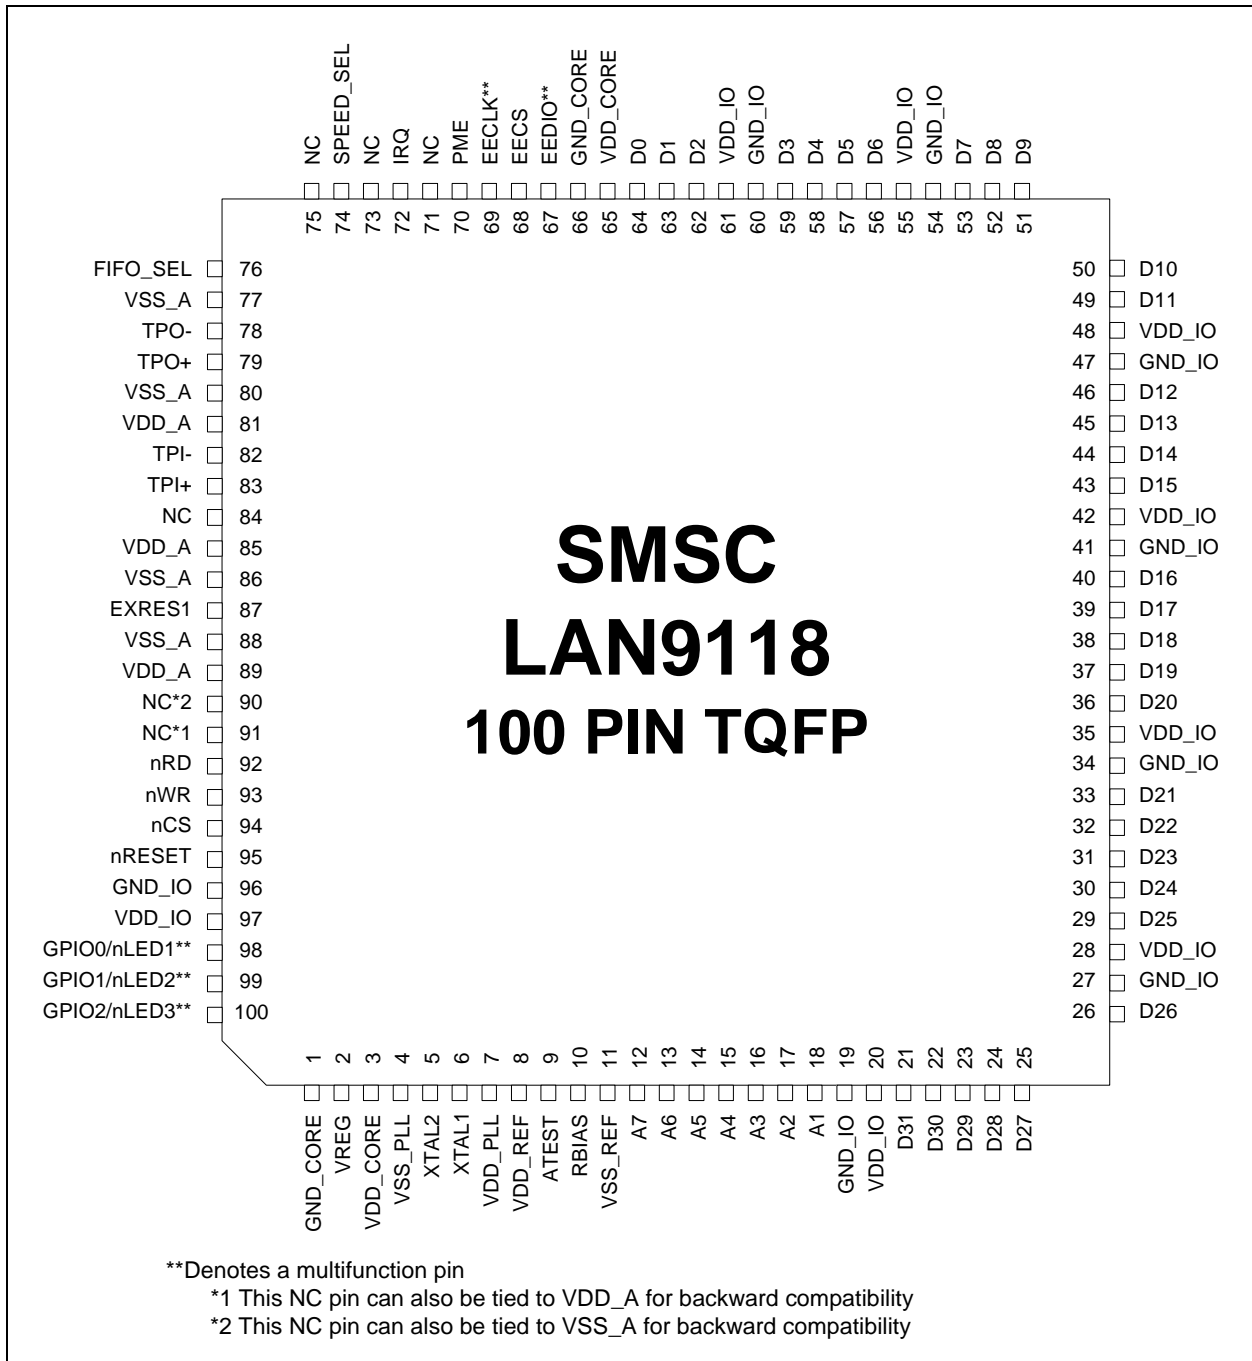 NC
SPEED_SEL
NC
IRQ
NC
PME
EECLK**
EECS
EEDIO**
GND_CORE
VDD_CORE
D0
D1
D2
VDD_IO
GND_IO
D3
D4
D5
D6
VDD_IO
GND_IO
D7
D8
D9
75
74
73
72
71
70
69
68
67
66
65
64
63
62
61
60
59
58
57
56
55
54
53
52
51
FIFO_SEL 76
VSS_A 77
TPO- 78
TPO+ 79
VSS_A 80
VDD_A 81
TPI- 82
TPI+ 83
NC 84
VDD_A 85
VSS_A 86
EXRES1 87
VSS_A 88
VDD_A 89
NC*2 90
NC*1 91
nRD 92
nWR 93
nCS 94
nRESET 95
GND_IO 96
VDD_IO 97
GPIO0/nLED1** 98
GPIO1/nLED2** 99
GPIO2/nLED3** 100
SMSC
LAN9118
100 PIN TQFP
50 D10
49 D11
48 VDD_IO
47 GND_IO
46 D12
45 D13
44 D14
43 D15
42 VDD_IO
41 GND_IO
40 D16
39 D17
38 D18
37 D19
36 D20
35 VDD_IO
34 GND_IO
33 D21
32 D22
31 D23
30 D24
29 D25
28 VDD_IO
27 GND_IO
26 D26
1
2
3
4
5
6
7
8
9
10
11
12
13
14
15
16
17
18
19
20
21
22
23
24
25
GND_CORE
VREG
VDD_CORE
VSS_PLL
XTAL2
XTAL1
VDD_PLL
VDD_REF
ATEST
RBIAS
VSS_REF
A7
A6
A5
A4
A3
A2
A1
GND_IO
VDD_IO
D31
D30
D29
D28
D27
**Denotes a multifunction pin
*1 This NC pin can also be tied to VDD_A for backward compatibility
*2 This NC pin can also be tied to VSS_A for backward compatibility